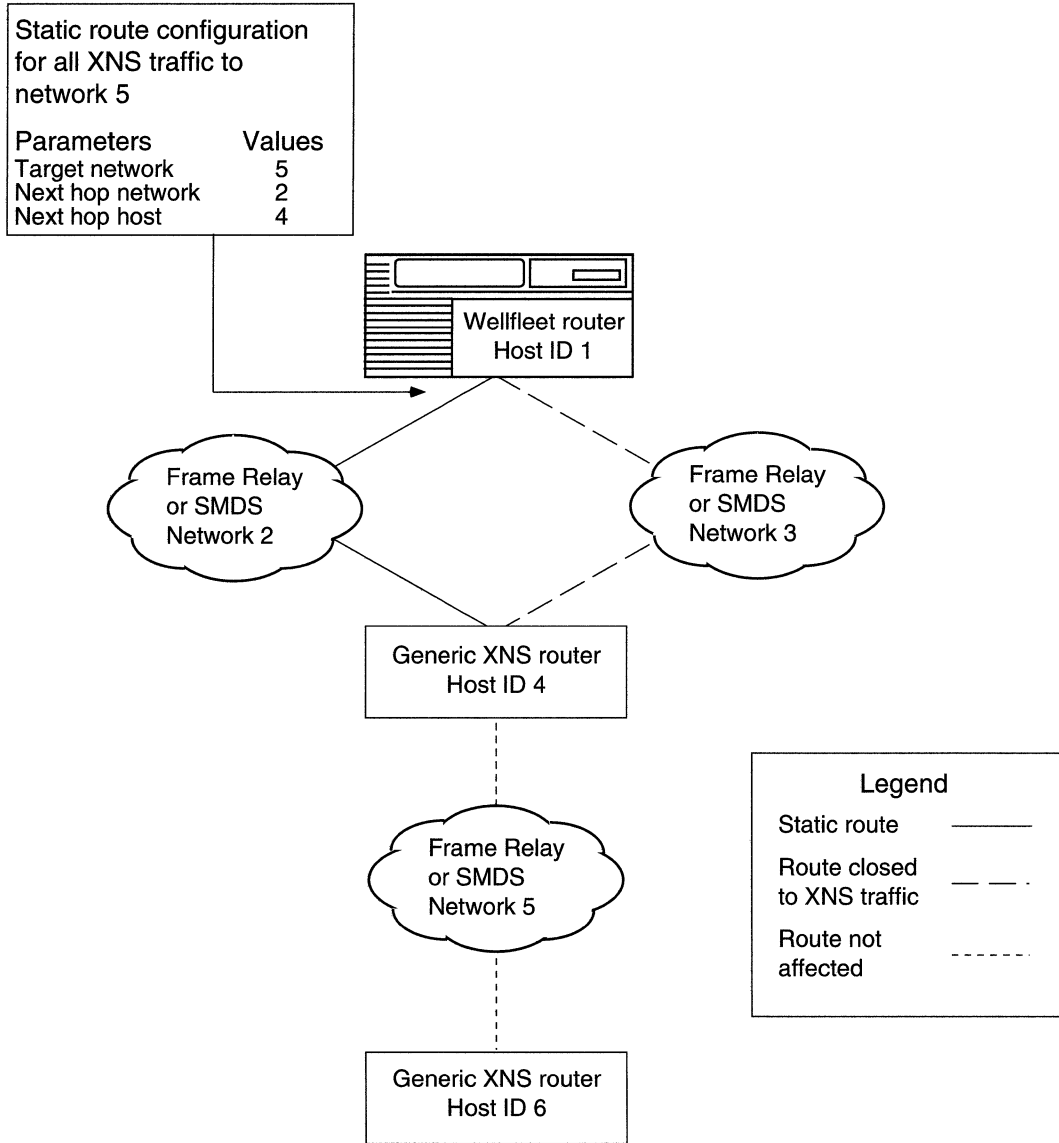 Static route configuration
for all XNS traffic to
network 5
Parameters Values
Target network 5
Next hop network 2
Next hop host 4
Wellfleet router
Host ID 1
Frame Relay
or SMDS
Network 2
Frame Relay
or SMDS
Network 3
Generic XNS router
Host ID 4
Frame Relay
or SMDS
Network 5
Generic XNS router
Host ID 6
Legend
Static route
Route closed
to XNS traffic
Route not
affected